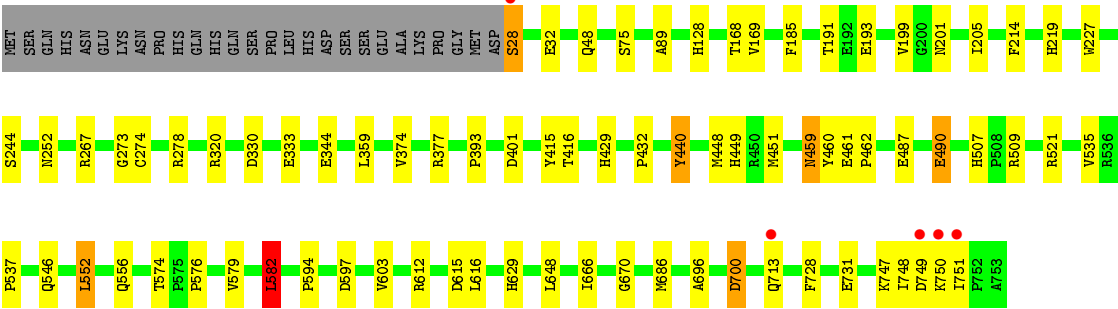 MET SER GLN HIS ASN GLU LYS ASN PRO HIS GLN HIS GLN SER PRO LEU HIS ASP SER SER GLU ALA LYS PRO GLY MET ASP S28 E32 Q48 S75 A89 H128 T168 V169 F185 T191 E192 E193 V199 G200 N201 I205 F214 H219 W227
S244 N252 R267 G273 C274 R278 R320 D330 E333 E344 L359 V374 R377 P393 D401 Y415 T416 H429 P432 Y440 M448 H449 R450 M451 N459 Y460 E461 P462 E487 E490 H507 P508 R509 R521 V535 R536
P537 Q546 L552 Q556 T574 P575 P576 V579 L582 P594 D597 V603 R612 D615 L616 H629 L648 I666 G670 M686 A696 D700 Q713 F728 E731 K747 I748 D749 K750 I751 P752 A753